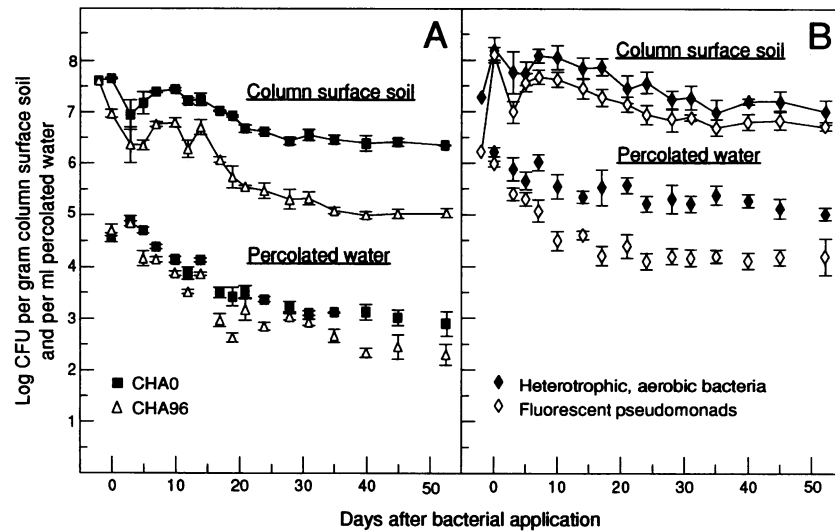 A
B
Column surface soil
Column surface soil
Percolated water
Percolated water
CHA0
CHA96
Heterotrophic, aerobic bacteria
Fluorescent pseudomonads
Log CFU per gram column surface soil
and per ml percolated water
8
7
6
5
4
3
2
1
0 10 20 30 40 50
0 10 20 30 40 50
Days after bacterial application